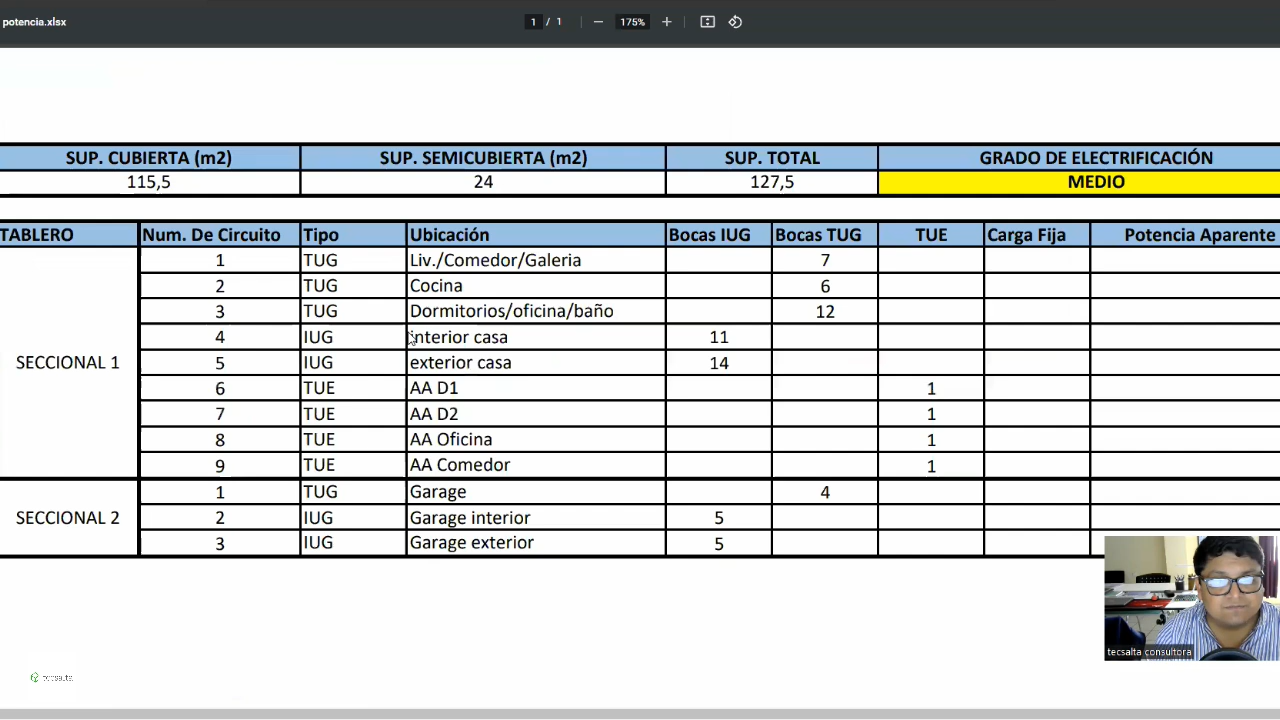 potencia.xlsx
1 / 1
175%
SUP. CUBIERTA (m2) SUP. SEMICUBIERTA (m2) SUP. TOTAL GRADO DE ELECTRIFICACIÓN
115,5 24 127,5 MEDIO
TABLERO Num. De Circuito Tipo Ubicación Bocas IUG Bocas TUG TUE Carga Fija Potencia Aparente
SECCIONAL 1
1 TUG Liv./Comedor/Galeria 7
2 TUG Cocina 6
3 TUG Dormitorios/oficina/baño 12
4 IUG interior casa 11
5 IUG exterior casa 14
6 TUE AA D1 1
7 TUE AA D2 1
8 TUE AA Oficina 1
9 TUE AA Comedor 1
SECCIONAL 2
1 TUG Garage 4
2 IUG Garage interior 5
3 IUG Garage exterior 5
tecsalta consultora
tecsalta